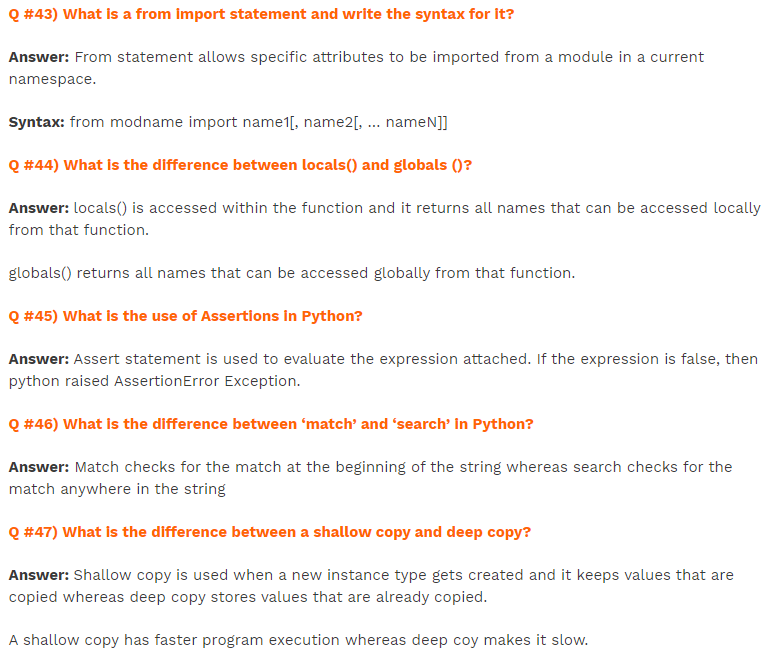 Q #43) What is a from import statement and write the syntax for it?
Answer: From statement allows specific attributes to be imported from a module in a current
namespace.
Syntax: from modname import name1[, name2[, … nameN]]
Q #44) What is the difference between locals() and globals ()?
Answer: locals() is accessed within the function and it returns all names that can be accessed locally
from that function.
globals() returns all names that can be accessed globally from that function.
Q #45) What is the use of Assertions in Python?
Answer: Assert statement is used to evaluate the expression attached. If the expression is false, then
python raised AssertionError Exception.
Q #46) What is the difference between ‘match’ and ‘search’ in Python?
Answer: Match checks for the match at the beginning of the string whereas search checks for the
match anywhere in the string
Q #47) What is the difference between a shallow copy and deep copy?
Answer: Shallow copy is used when a new instance type gets created and it keeps values that are
copied whereas deep copy stores values that are already copied.
A shallow copy has faster program execution whereas deep coy makes it slow.